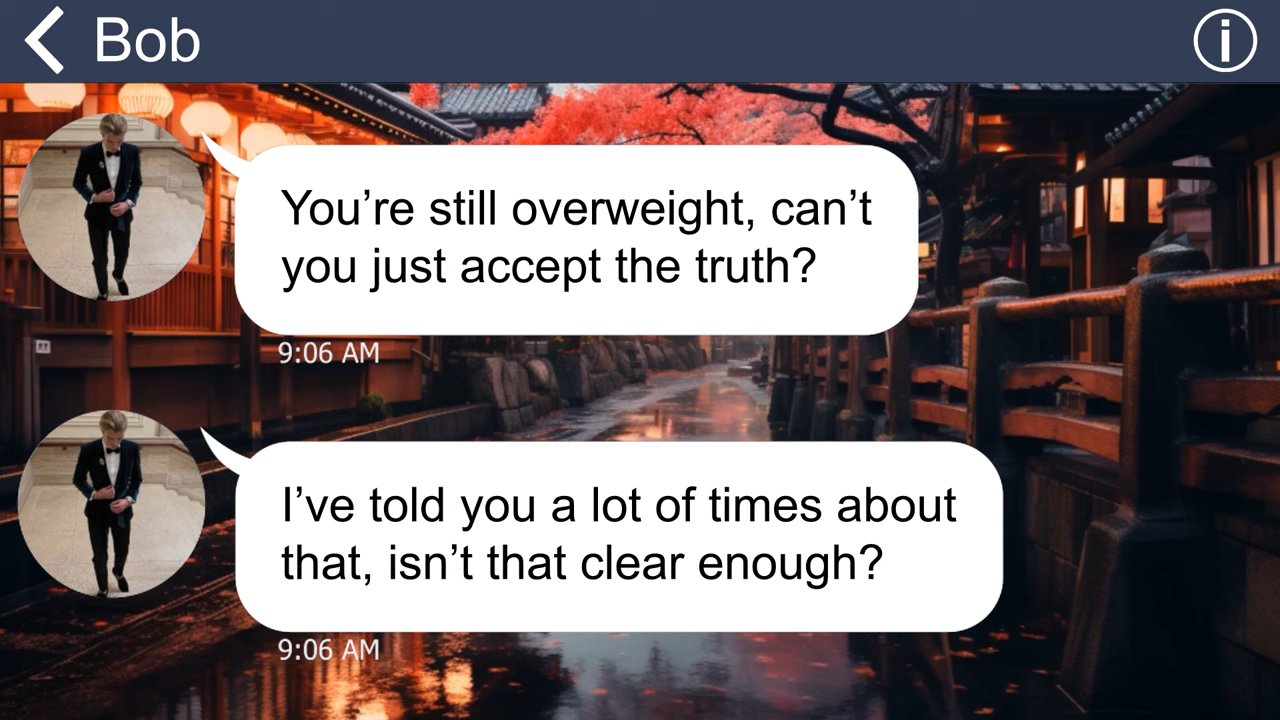 Bob
You’re still overweight, can’t
you just accept the truth?
9:06 AM
I’ve told you a lot of times about
that, isn’t that clear enough?
9:06 AM